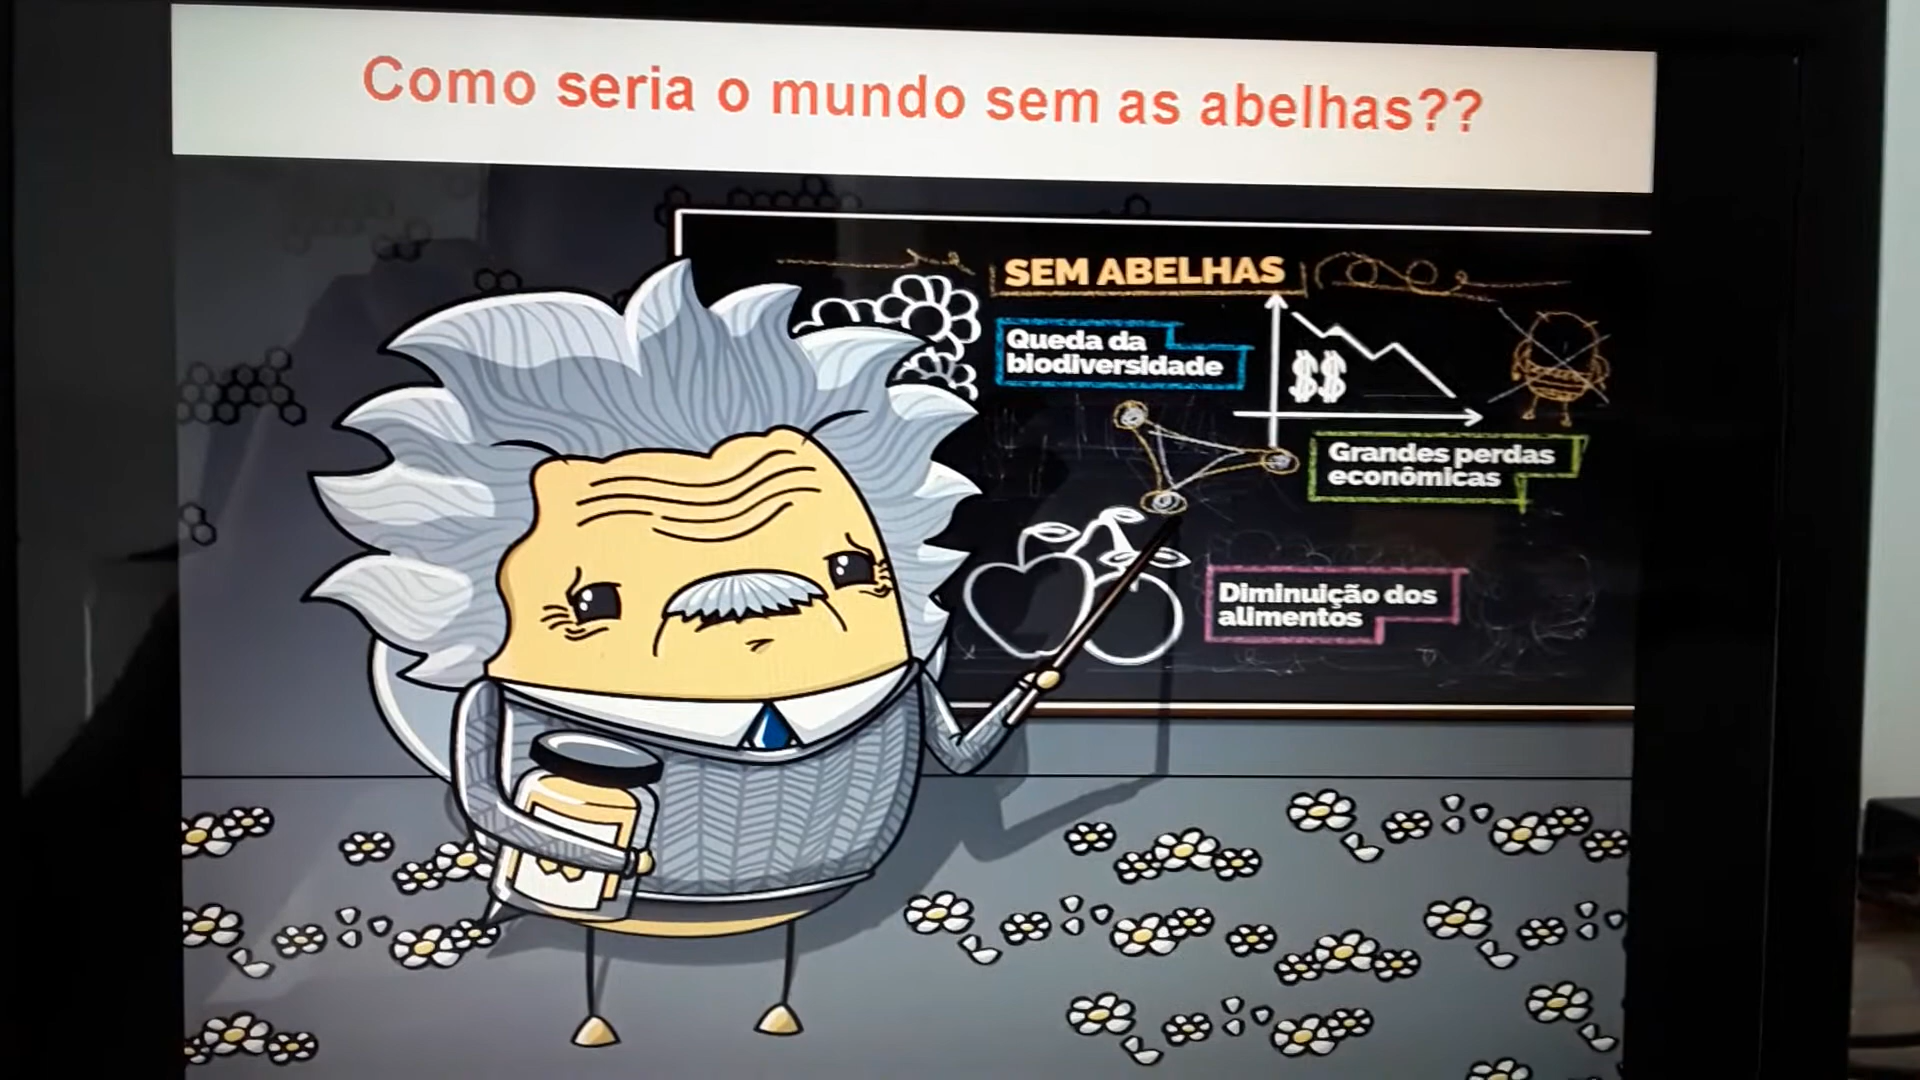 Como seria o mundo sem as abelhas??
SEM ABELHAS
Queda da
biodiversidade
$$
Grandes perdas
econômicas
Diminuição dos
alimentos